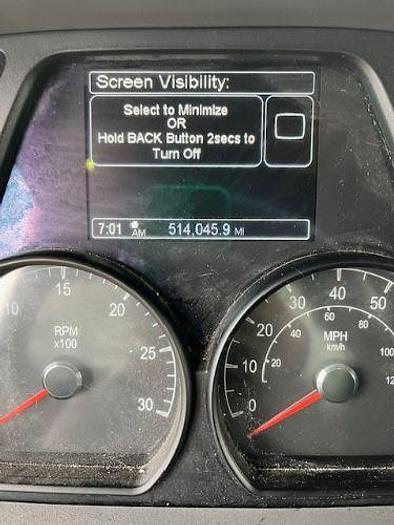 Screen Visibility:
Select to Minimize
OR
Hold BACK Button 2secs to
Turn Off
7:01 AM 514,045.9 MI
10 15 20 25 30
RPM
x100
0 10 20 30 40 50
20 40 60 80 100
MPH
km/h